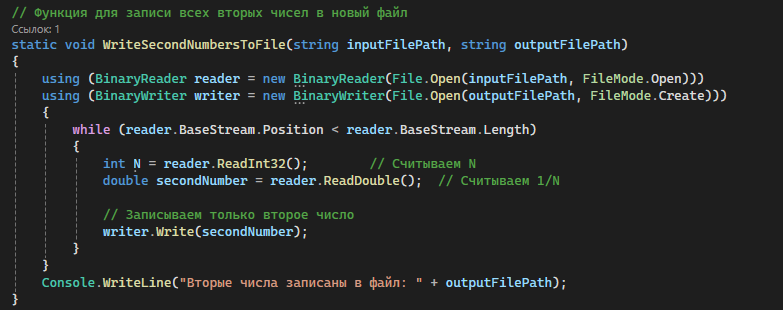 // Функция для записи всех вторых чисел в новый файл
Ссылок: 1
static void WriteSecondNumbersToFile(string inputFilePath, string outputFilePath)
{
    using (BinaryReader reader = new BinaryReader(File.Open(inputFilePath, FileMode.Open)))
    using (BinaryWriter writer = new BinaryWriter(File.Open(outputFilePath, FileMode.Create)))
    {
        while (reader.BaseStream.Position < reader.BaseStream.Length)
        {
            int N = reader.ReadInt32();        // Считываем N
            double secondNumber = reader.ReadDouble();  // Считываем 1/N

            // Записываем только второе число
            writer.Write(secondNumber);
        }
    }
    Console.WriteLine("Вторые числа записаны в файл: " + outputFilePath);
}